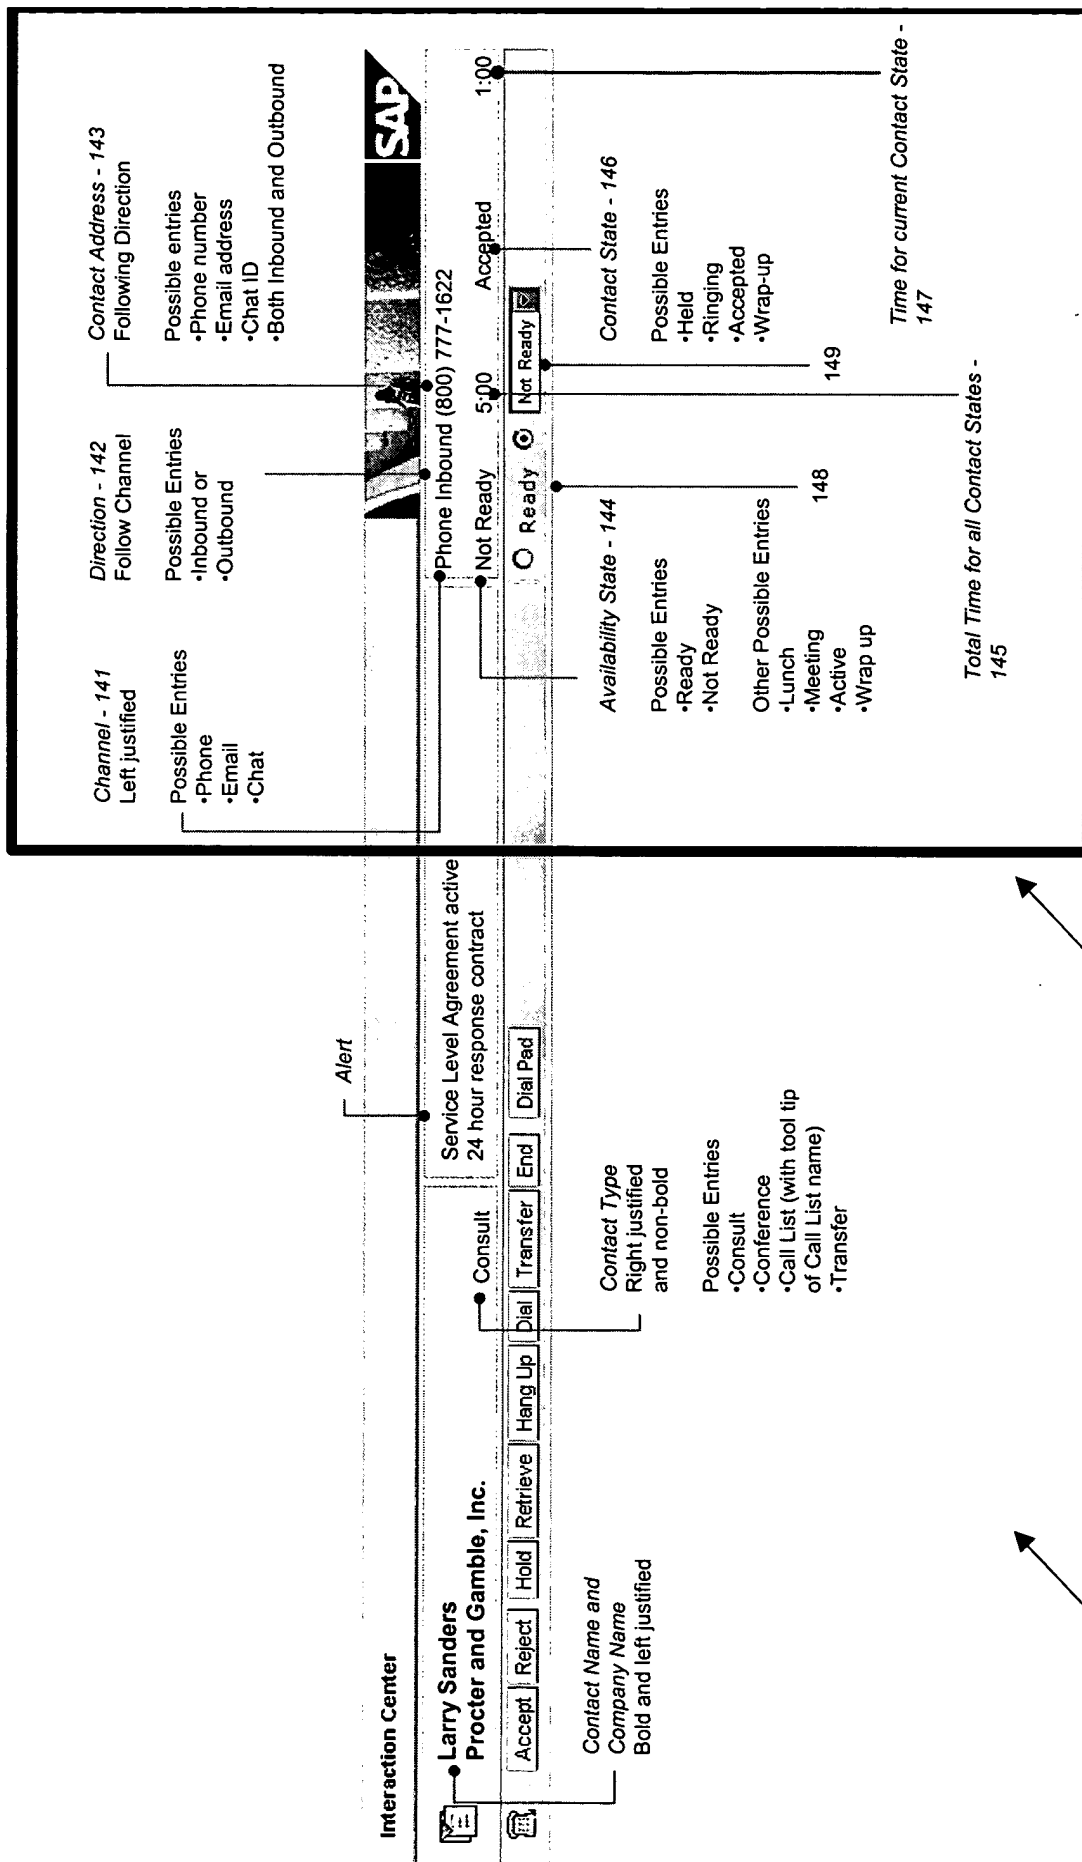 Channel - 141
Left justified
Possible Entries
•Phone
•Email
•Chat
Direction - 142
Follow Channel
Possible Entries
•Inbound or
•Outbound
Contact Address - 143
Following Direction
Possible entries
•Phone number
•Email address
•Chat ID
•Both Inbound and Outbound
Alert
Interaction Center
SAP
Larry Sanders
Procter and Gamble, Inc.
Consult
Service Level Agreement active
24 hour response contract
Phone Inbound (800) 777-1622
Not Ready 5:00 Accepted 1:00
Accept Reject Hold Retrieve Hang Up Dial Transfer End Dial Pad Ready Not Ready
Contact Name and
Company Name
Bold and left justified
Contact Type
Right justified
and non-bold
Possible Entries
•Consult
•Conference
•Call List (with tool tip
of Call List name)
•Transfer
Availability State - 144
Possible Entries
•Ready
•Not Ready
Other Possible Entries
•Lunch
•Meeting
•Active
•Wrap up
148
149
Contact State - 146
Possible Entries
•Held
•Ringing
•Accepted
•Wrap-up
Time for current Contact State -
147
Total Time for all Contact States -
145